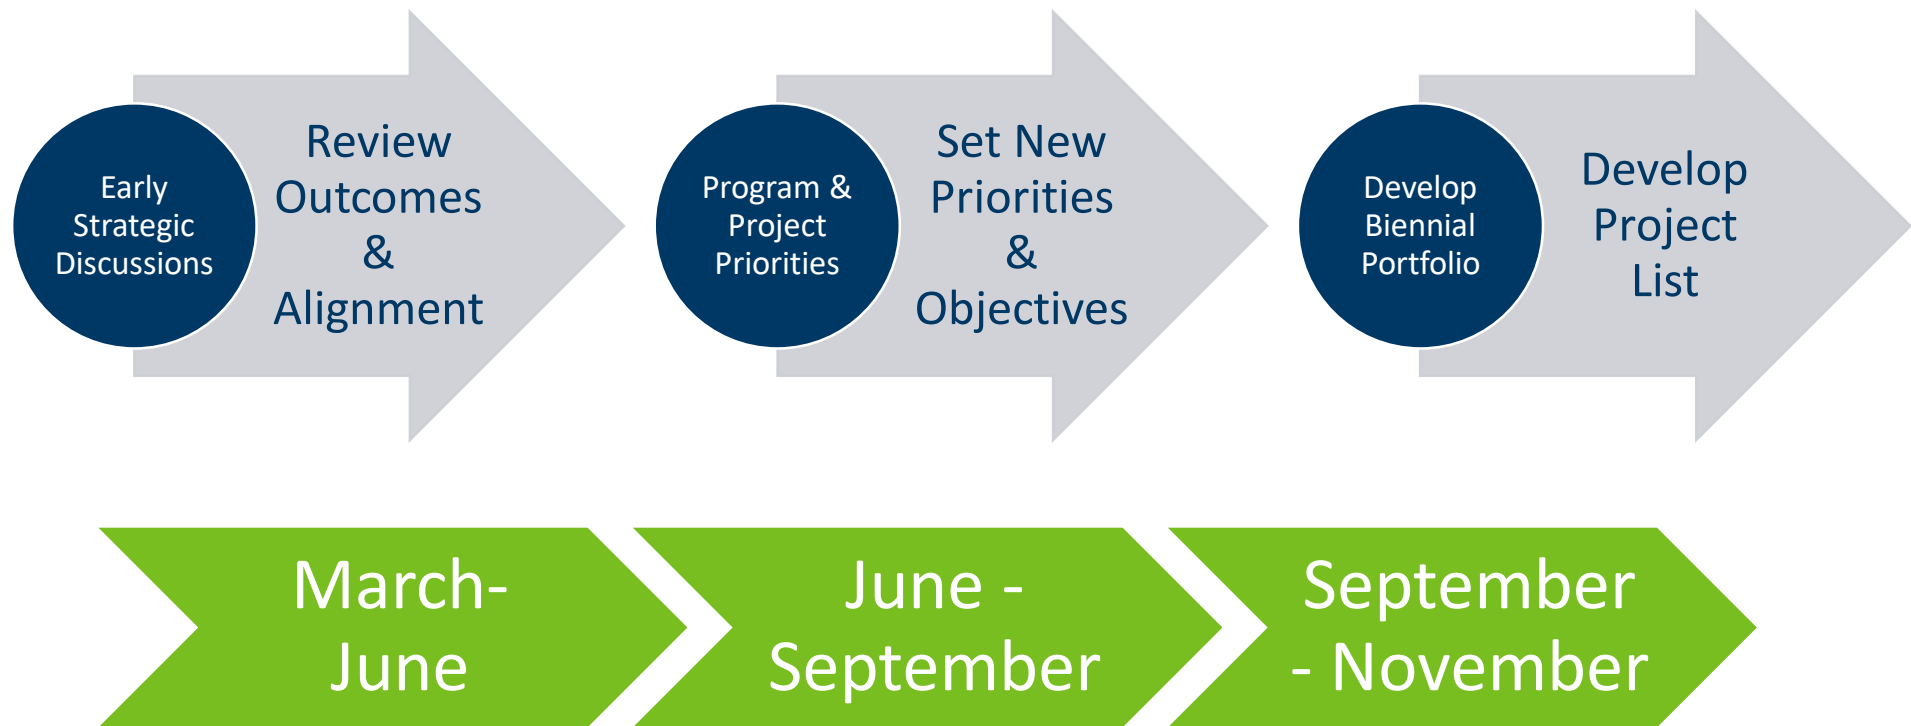 Early
Strategic
Discussions
Review
Outcomes
&
Alignment
Program &
Project
Priorities
Set New
Priorities
&
Objectives
Develop
Biennial
Portfolio
Develop
Project
List
March-
June
June -
September
September
- November